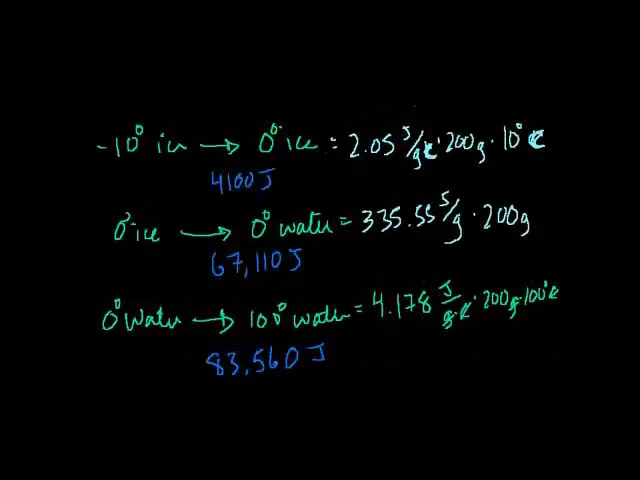 -10° ice → 0° ice = 2.05 J/gC · 200g · 10° C
4100 J
0° ice → 0° water = 335.55 J/g · 200g
67,110 J
0° water → 100° water = 4.178 J/g·C · 200g · 100°C
83,560 J